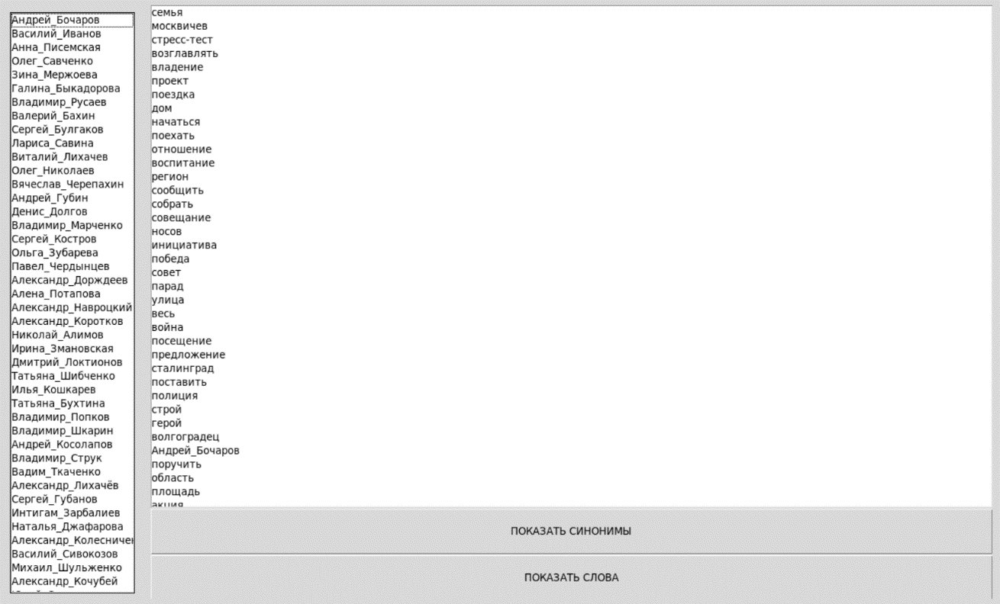 Андрей_Бочаров
Василий_Иванов
Анна_Писемская
Олег_Савченко
Зина_Мержоева
Галина_Быкадорова
Владимир_Русаев
Валерий_Бахин
Сергей_Булгаков
Лариса_Савина
Виталий_Лихачев
Олег_Николаев
Вячеслав_Черепахин
Андрей_Губин
Денис_Долгов
Владимир_Марченко
Сергей_Костров
Ольга_Зубарева
Павел_Чердынцев
Александр_Дорждеев
Алена_Потапова
Александр_Навроцкий
Александр_Коротков
Николай_Алимов
Ирина_Змановская
Дмитрий_Локтионов
Татьяна_Шибченко
Илья_Кошкарев
Татьяна_Бухтина
Владимир_Попков
Владимир_Шкарин
Андрей_Косолапов
Владимир_Струк
Вадим_Ткаченко
Александр_Лихачёв
Сергей_Губанов
Интигам_Зарбалиев
Наталья_Джафарова
Александр_Колесничен
Василий_Сивокозов
Михаил_Шульженко
Александр_Кочубей
семья
москвичев
стресс-тест
возглавлять
владение
проект
поездка
дом
начаться
поехать
отношение
воспитание
регион
сообщить
собрать
совещание
носов
инициатива
победа
совет
парад
улица
весь
война
посещение
предложение
сталинград
поставить
полиция
строй
герой
волгоградец
Андрей_Бочаров
поручить
область
площадь
акция
ПОКАЗАТЬ СИНОНИМЫ
ПОКАЗАТЬ СЛОВА